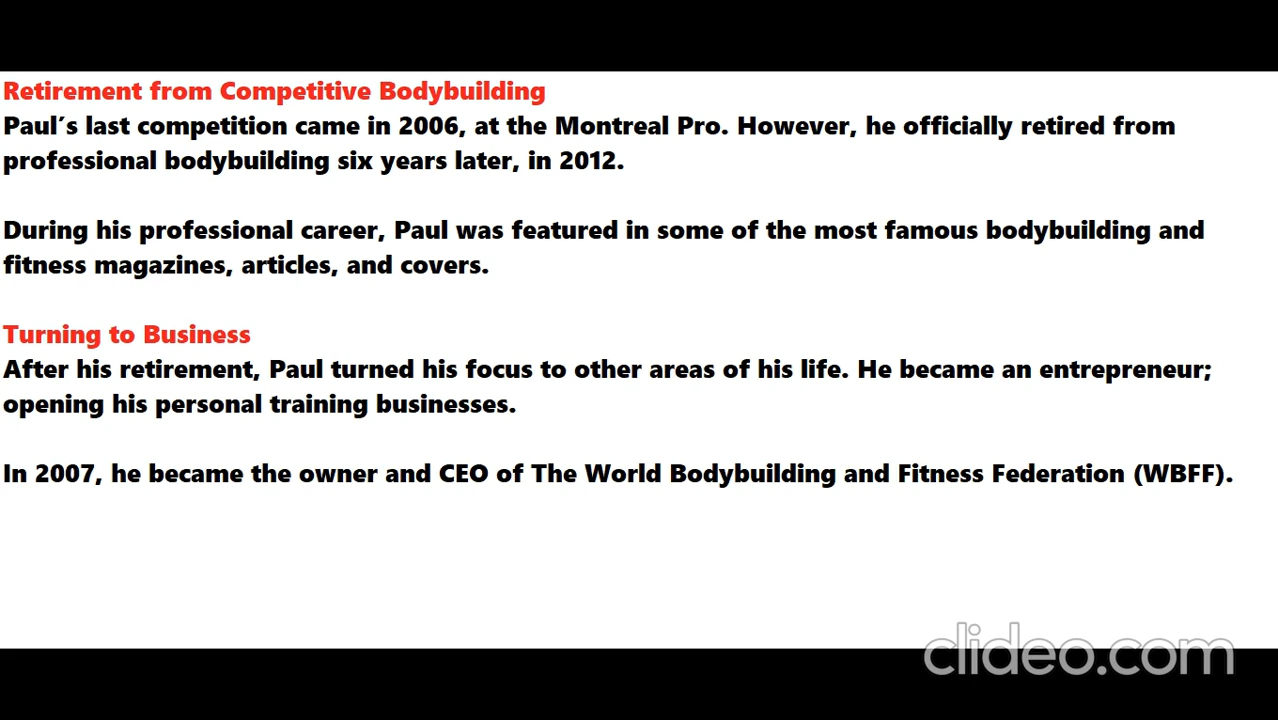 Retirement from Competitive Bodybuilding
Paul´s last competition came in 2006, at the Montreal Pro. However, he officially retired from
professional bodybuilding six years later, in 2012.
During his professional career, Paul was featured in some of the most famous bodybuilding and
fitness magazines, articles, and covers.
Turning to Business
After his retirement, Paul turned his focus to other areas of his life. He became an entrepreneur;
opening his personal training businesses.
In 2007, he became the owner and CEO of The World Bodybuilding and Fitness Federation (WBFF).
clideo.com